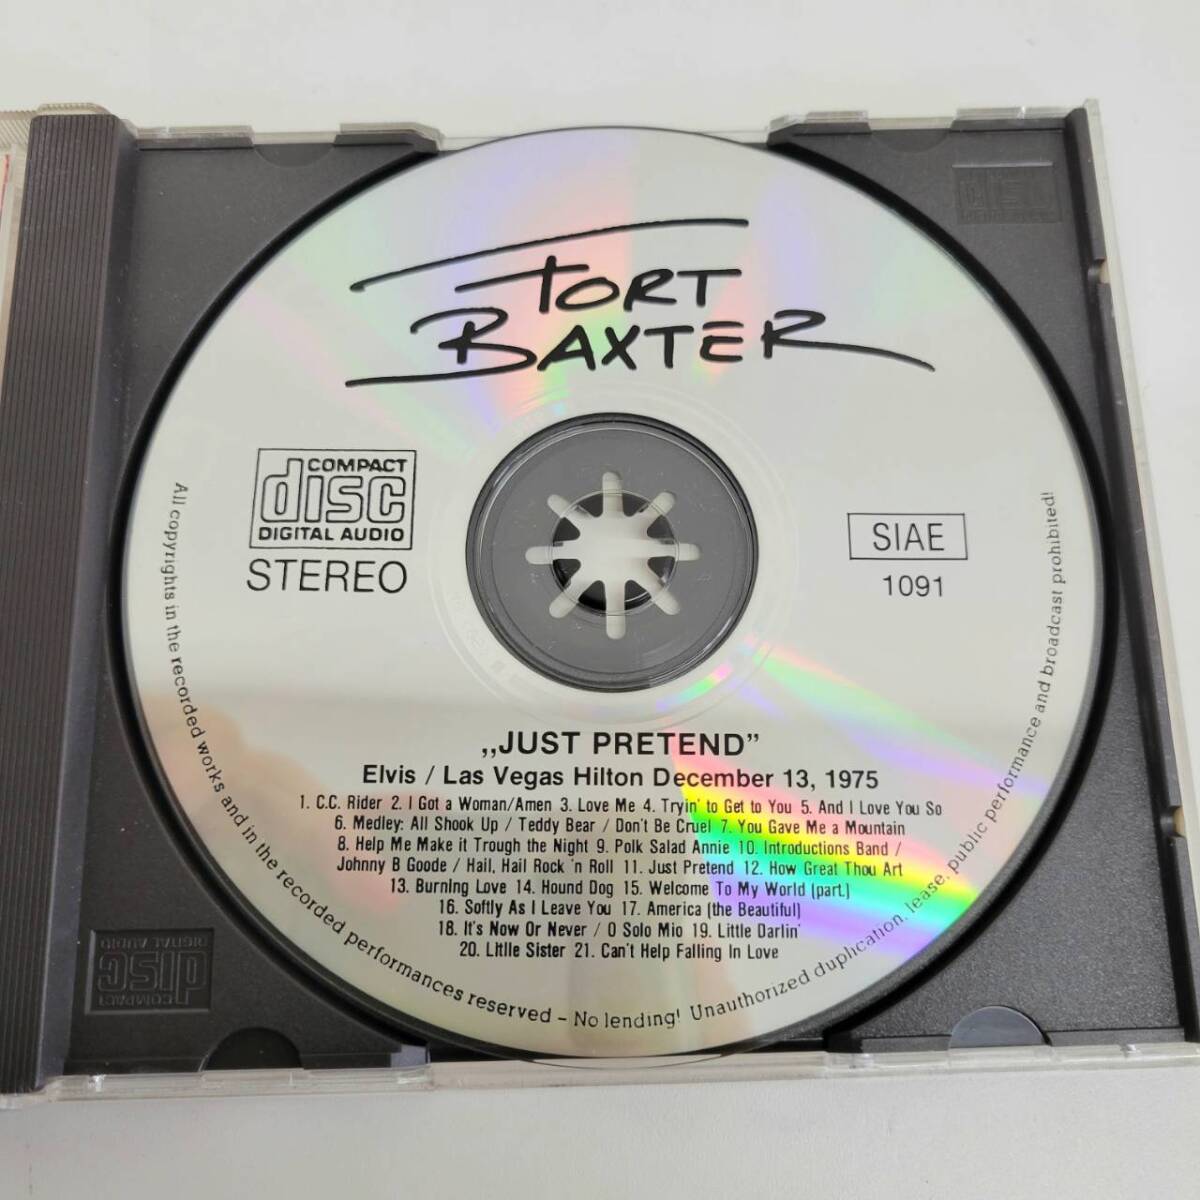 FORT
BAXTER
COMPACT
disc
DIGITAL AUDIO
STEREO
SIAE
1091
„JUST PRETEND”
Elvis / Las Vegas Hilton December 13, 1975
1. C.C. Rider 2. I Got a Woman/Amen 3. Love Me 4. Tryin' to Get to You 5. And I Love You So
6. Medley: All Shook Up / Teddy Bear / Don't Be Cruel 7. You Gave Me a Mountain
8. Help Me Make it Trough the Night 9. Polk Salad Annie 10. Introductions Band /
Johnny B Goode / Hail, Hail Rock 'n Roll 11. Just Pretend 12. How Great Thou Art
13. Burning Love 14. Hound Dog 15. Welcome To My World (part.)
16. Softly As I Leave You 17. America (the Beautiful)
18. It's Now Or Never / O Solo Mio 19. Little Darlin'
20. Little Sister 21. Can't Help Falling In Love
All copyrights in the recorded works and in the recorded performances reserved – No lending! Unauthorized duplication, lease, public performance and broadcast prohibited!
disc
COMPACT
disc
DIGITAL AUDIO